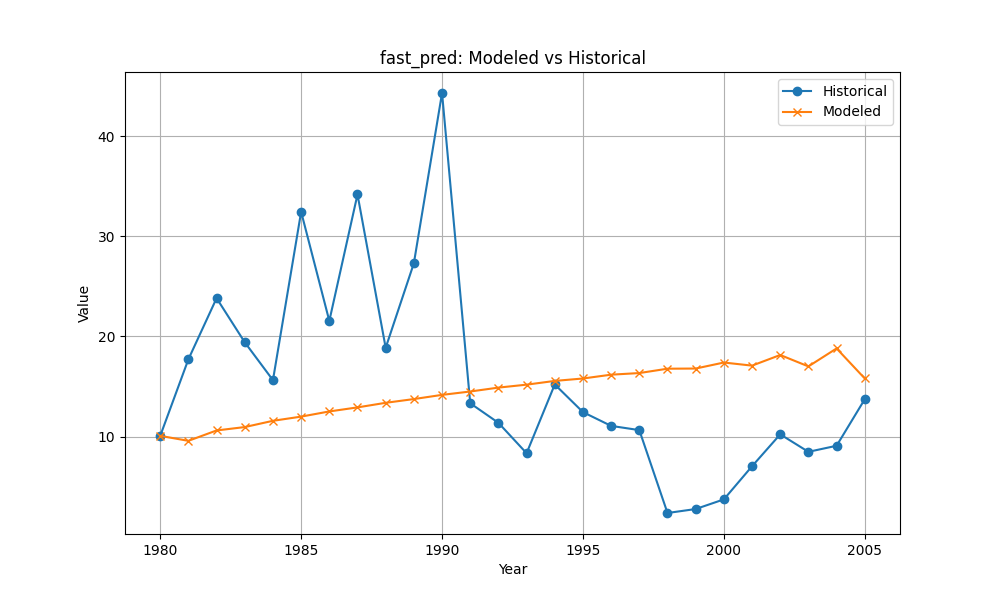 fast_pred: Modeled vs Historical
Historical
Modeled
Value
40
30
20
10
1980
1985
1990
1995
2000
2005
Year